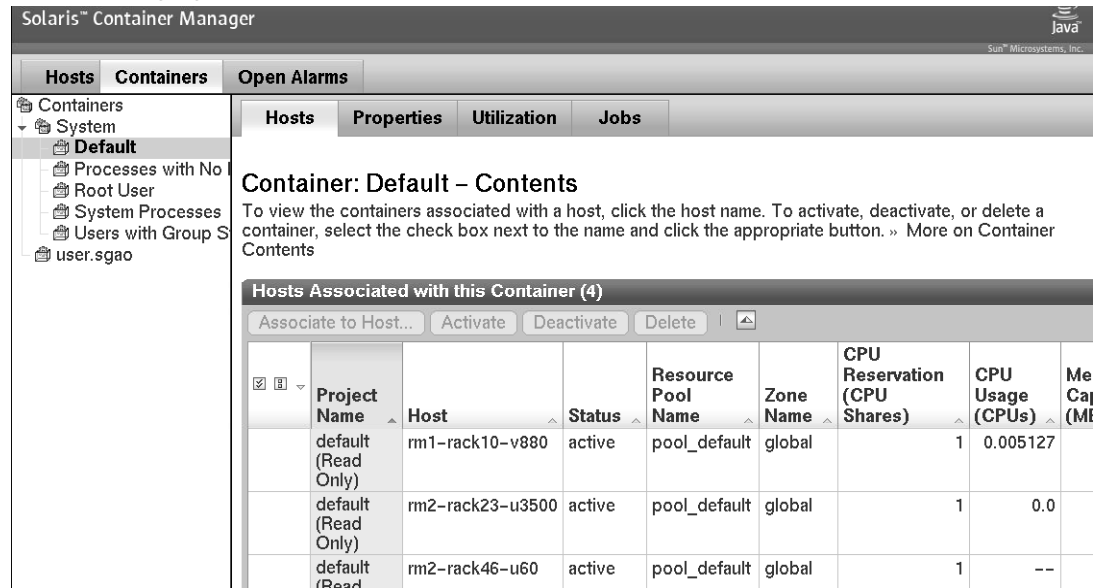 Solaris™ Container Manager
Java
Sun™ Microsystems, Inc.
Hosts Containers Open Alarms
Containers
System
Default
Processes with No
Root User
System Processes
Users with Group S
user.sgao
Hosts Properties Utilization Jobs
Container: Default – Contents
To view the containers associated with a host, click the host name. To activate, deactivate, or delete a
container, select the check box next to the name and click the appropriate button. » More on Container
Contents
Hosts Associated with this Container (4)
Associate to Host... Activate Deactivate Delete
Project Name Host Status Resource Pool Name Zone Name CPU Reservation (CPU Shares) CPU Usage (CPUs) Me Ca (ME
default (Read Only) rm1-rack10-v880 active pool_default global 1 0.005127
default (Read Only) rm2-rack23-u3500 active pool_default global 1 0.0
default (Read rm2-rack46-u60 active pool_default global 1 --